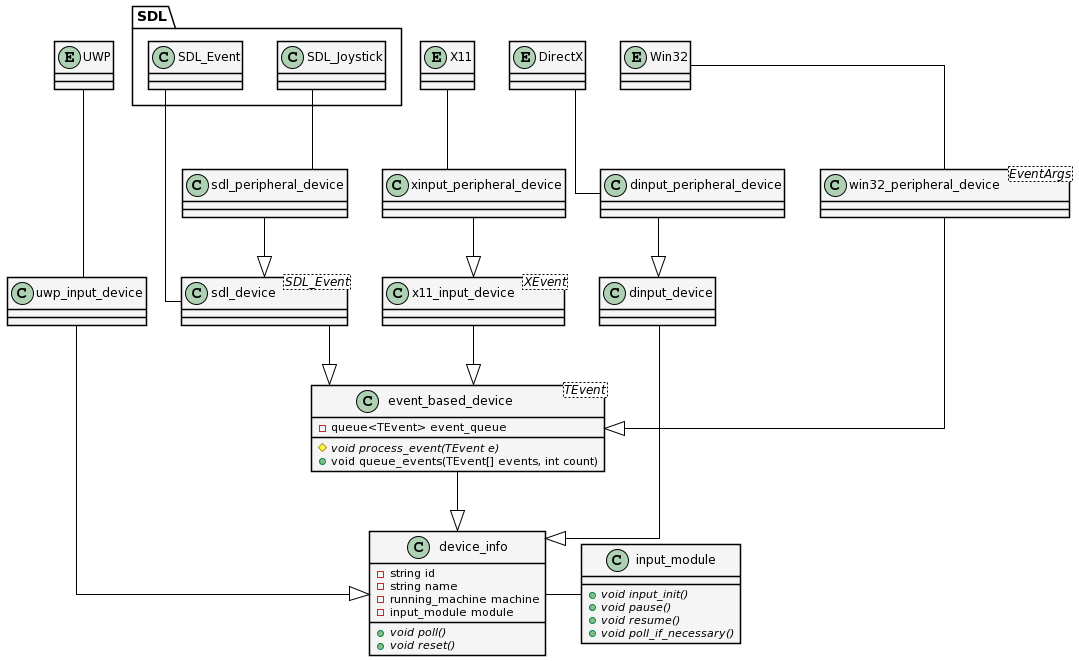 SDL
E UWP
C SDL_Event
C SDL_Joystick
E X11
E DirectX
E Win32
C sdl_peripheral_device
C xinput_peripheral_device
C dinput_peripheral_device
C win32_peripheral_device
EventArgs
C uwp_input_device
C sdl_device
SDL_Event
C x11_input_device
XEvent
C dinput_device
C event_based_device
TEvent
queue<TEvent> event_queue
void process_event(TEvent e)
void queue_events(TEvent[] events, int count)
C device_info
string id
string name
running_machine machine
input_module module
void poll()
void reset()
C input_module
void input_init()
void pause()
void resume()
void poll_if_necessary()